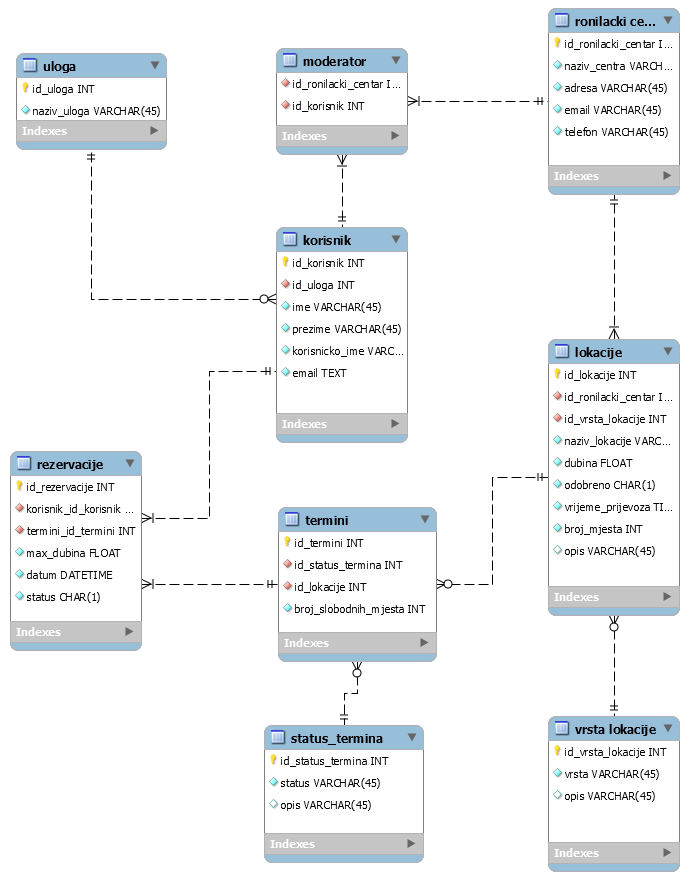 uloga
id_uloga INT
naziv_uloga VARCHAR(45)
Indexes
moderator
id_ronilacki_centar I...
id_korisnik INT
Indexes
ronilacki ce...
id_ronilacki_centar I...
naziv_centra VARCH...
adresa VARCHAR(45)
email VARCHAR(45)
telefon VARCHAR(45)
Indexes
korisnik
id_korisnik INT
id_uloga INT
ime VARCHAR(45)
prezime VARCHAR(45)
korisnicko_ime VARC...
email TEXT
Indexes
lokacije
id_lokacije INT
id_ronilacki_centar I...
id_vrsta_lokacije INT
naziv_lokacije VARC...
dubina FLOAT
odobreno CHAR(1)
vrijeme_prijevoza TI...
broj_mjesta INT
opis VARCHAR(45)
Indexes
rezervacije
id_rezervacije INT
korisnik_id_korisnik ...
termini_id_termini INT
max_dubina FLOAT
datum DATETIME
status CHAR(1)
Indexes
termini
id_termini INT
id_status_termina INT
id_lokacije INT
broj_slobodnih_mjesta INT
Indexes
status_termina
id_status_termina INT
status VARCHAR(45)
opis VARCHAR(45)
Indexes
vrsta lokacije
id_vrsta_lokacije INT
vrsta VARCHAR(45)
opis VARCHAR(45)
Indexes